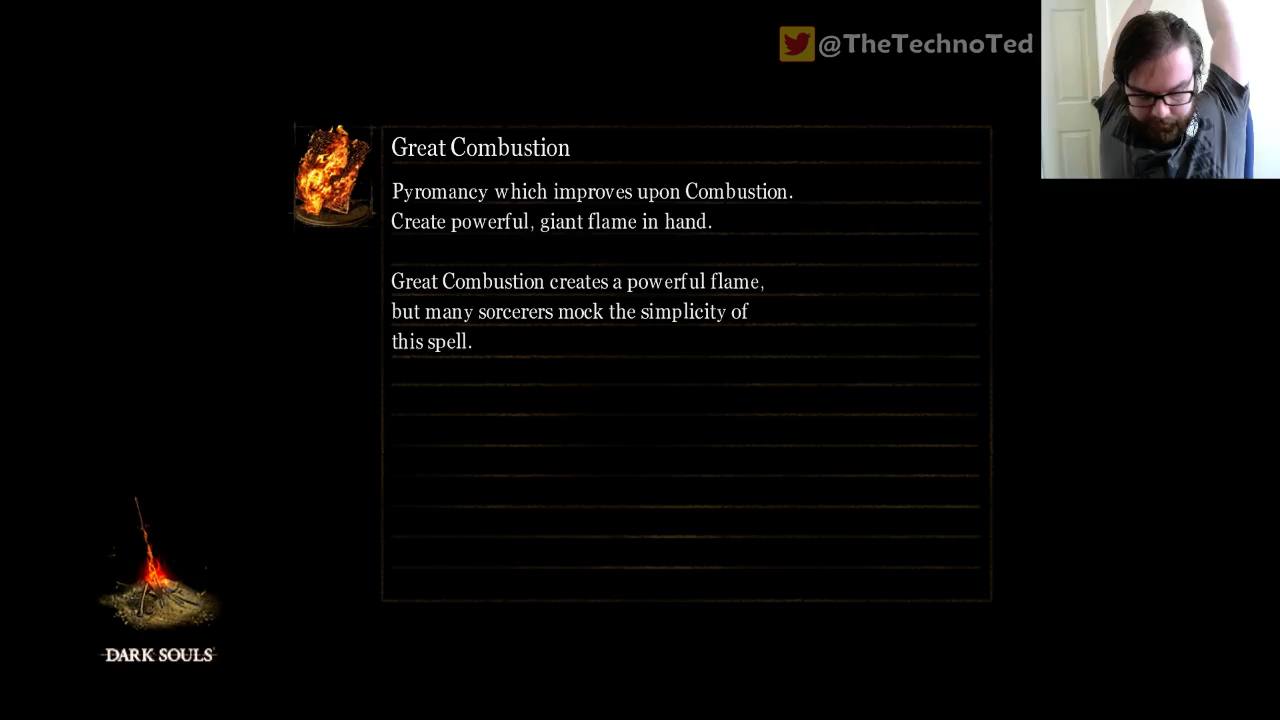 @TheTechnoTed
Great Combustion
Pyromancy which improves upon Combustion.
Create powerful, giant flame in hand.
Great Combustion creates a powerful flame,
but many sorcerers mock the simplicity of
this spell.
DARK SOULS